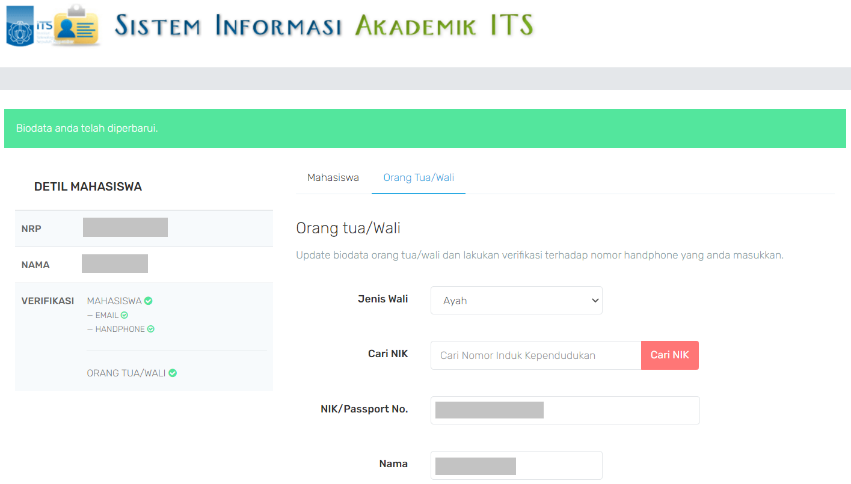 ITS SISTEM INFORMASI AKADEMIK ITS
Biodata anda telah diperbarui.
DETIL MAHASISWA
NRP
NAMA
VERIFIKASI MAHASISWA
– EMAIL
– HANDPHONE
ORANG TUA/WALI
Mahasiswa Orang Tua/Wali
Orang tua/Wali
Update biodata orang tua/wali dan lakukan verifikasi terhadap nomor handphone yang anda masukkan.
Jenis Wali Ayah
Cari NIK Cari Nomor Induk Kependudukan Cari NIK
NIK/Passport No.
Nama